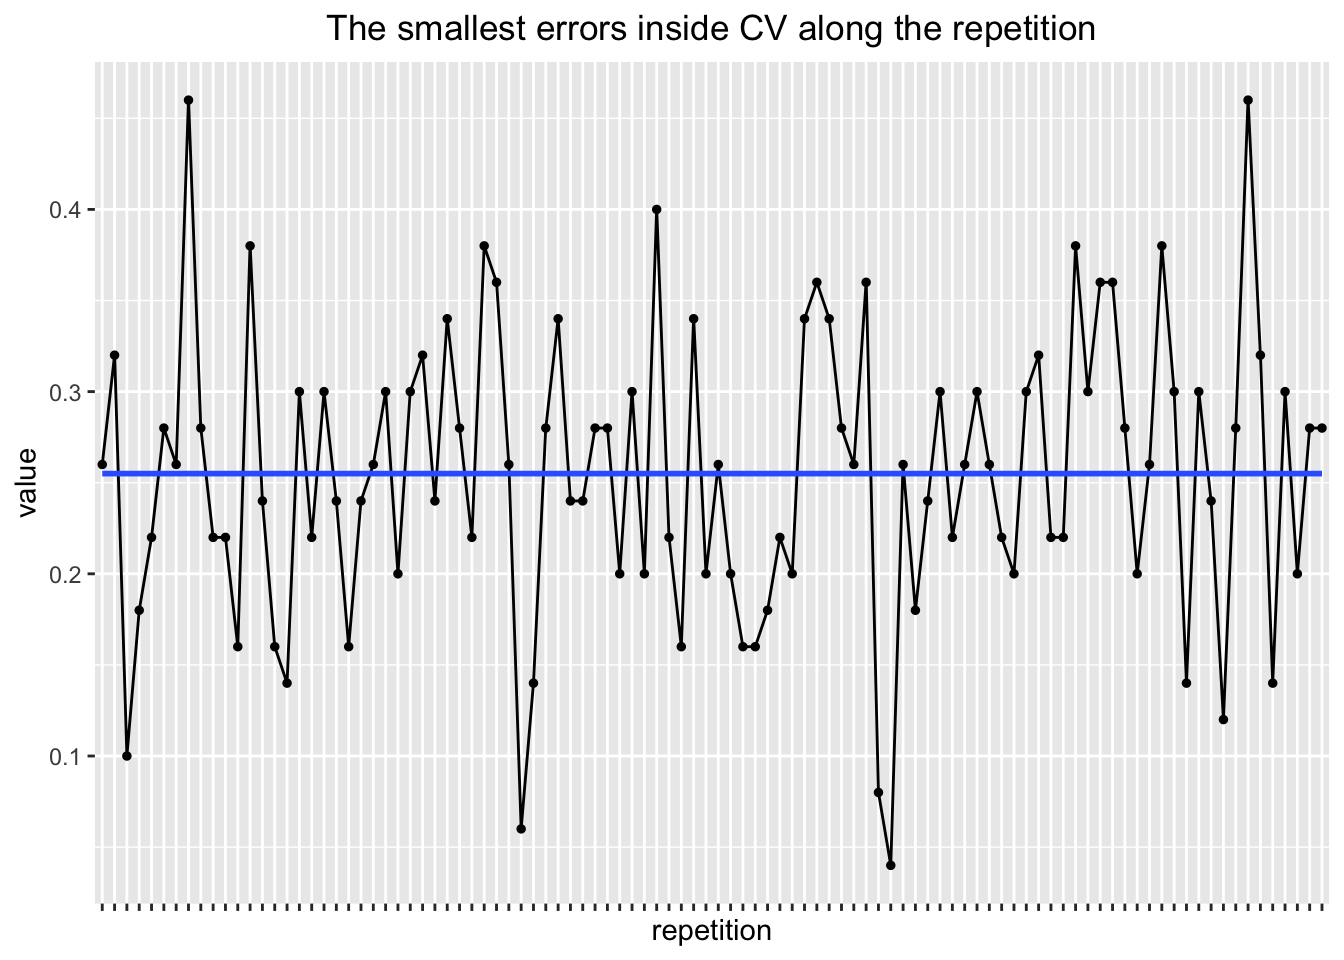 The smallest errors inside CV along the repetition
value
0.4
0.3
0.2
0.1
repetition